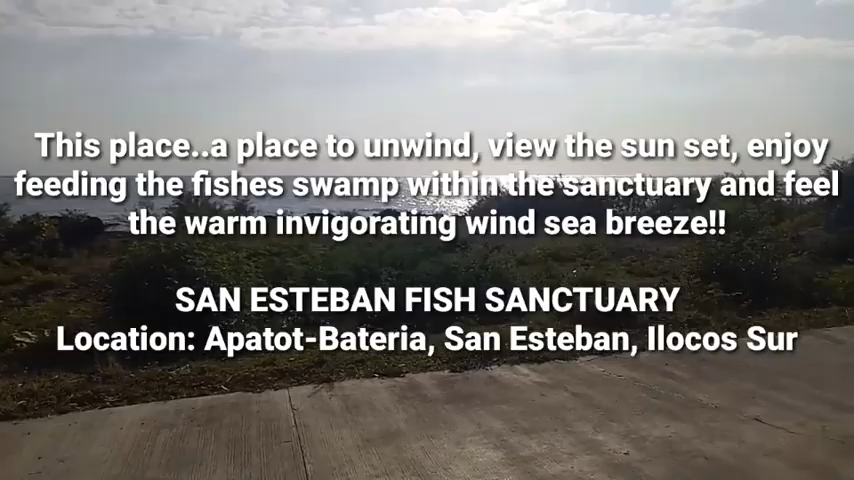 This place..a place to unwind, view the sun set, enjoy
feeding the fishes swamp within the sanctuary and feel
the warm invigorating wind sea breeze!!
SAN ESTEBAN FISH SANCTUARY
Location: Apatot-Bateria, San Esteban, Ilocos Sur